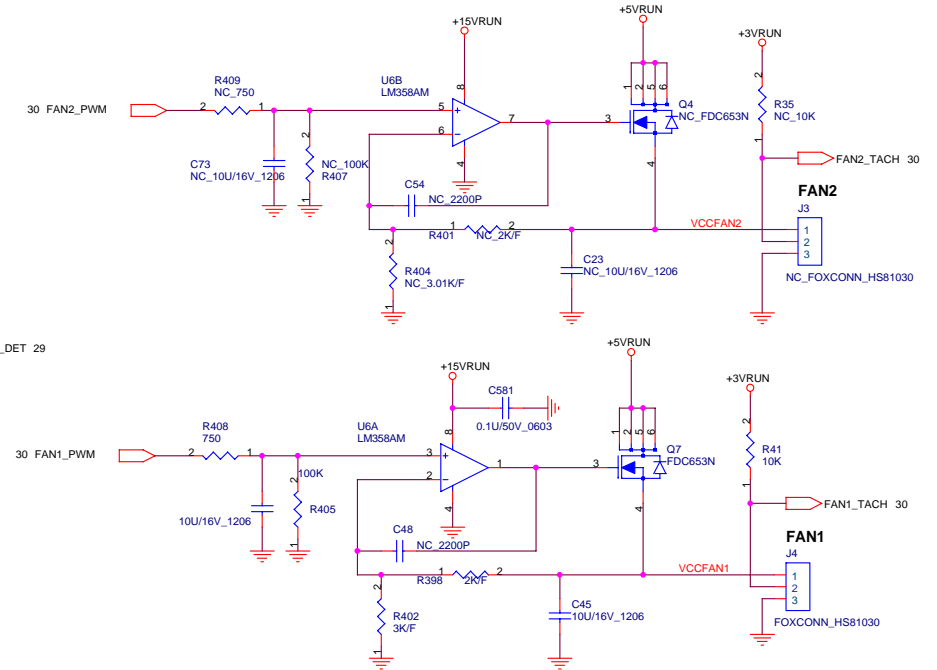 +5VRUN
+15VRUN
+3VRUN
R409
NC_750
U6B
LM358AM
8
1 2 5 6
2
30 FAN2_PWM
2 1
5 +
7
3
Q4
NC_FDC653N
R35
NC_10K
6 −
4
4
1
FAN2_TACH 30
C73
NC_10U/16V_1206
2
NC_100K
R407
1
C54
NC_2200P
FAN2
J3
R401
1 2
NC_2K/F
VCCFAN2
1
2
3
2
R404
NC_3.01K/F
1
C23
NC_10U/16V_1206
NC_FOXCONN_HS81030
_DET 29
+5VRUN
+15VRUN
+3VRUN
C581
0.1U/50V_0603
R408
750
U6A
LM358AM
8
1 2 5 6
2
30 FAN1_PWM
2 1
3 +
1
3
Q7
FDC653N
R41
10K
2 −
4
4
1
FAN1_TACH 30
100K
2
R405
1
10U/16V_1206
C48
NC_2200P
FAN1
J4
R398
1 2
2K/F
VCCFAN1
1
2
3
2
R402
3K/F
1
C45
10U/16V_1206
FOXCONN_HS81030